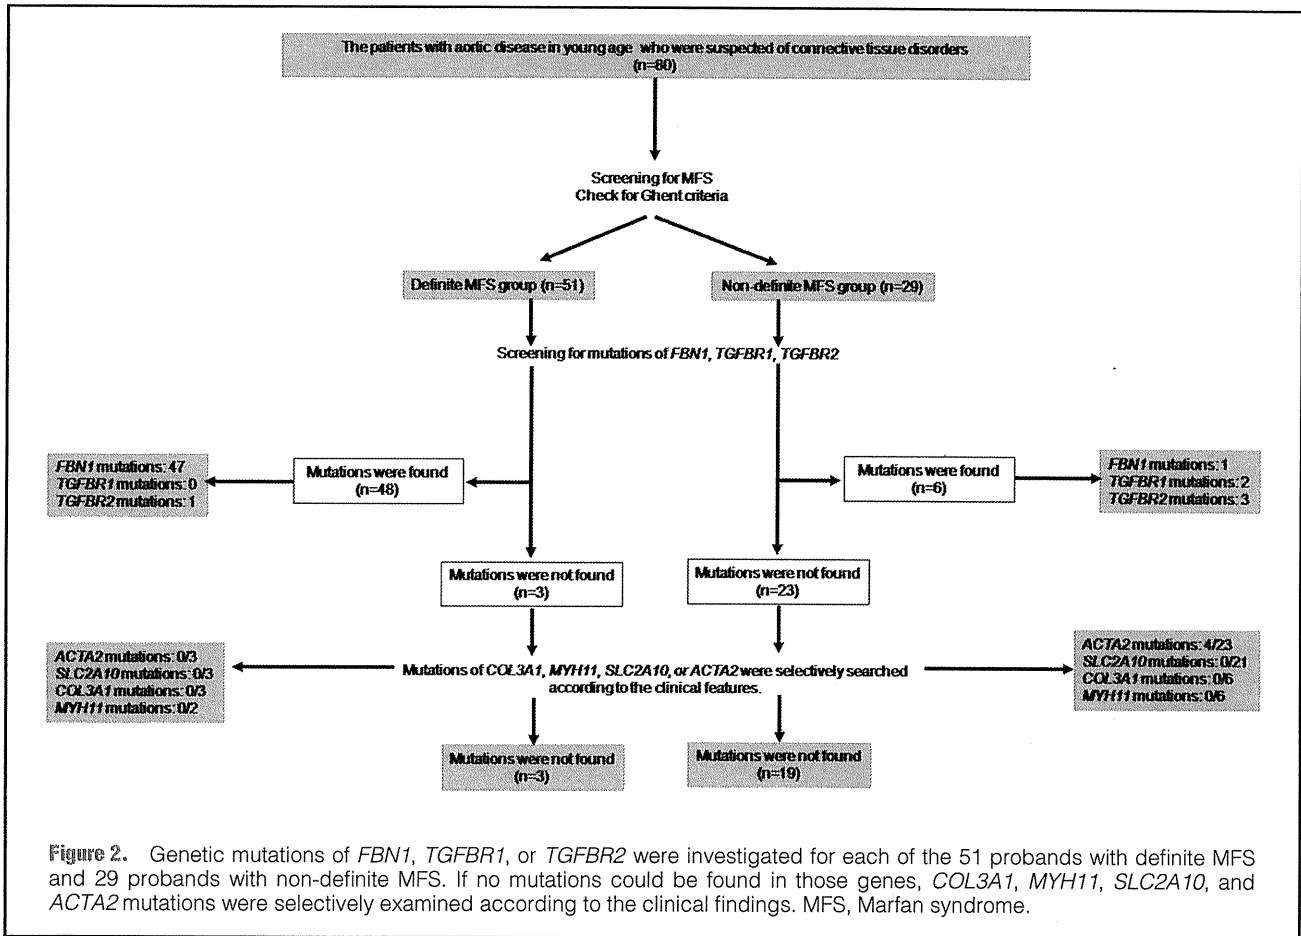 The patients with aortic disease in young age who were suspected of connective tissue disorders
(n=80)
Screening for MFS
Check for Ghent criteria
Definite MFS group (n=51)
Non-definite MFS group (n=29)
Screening for mutations of FBN1, TGFBR1, TGFBR2
FBN1 mutations: 47
TGFBR1 mutations: 0
TGFBR2 mutations: 1
Mutations were found
(n=48)
Mutations were found
(n=6)
FBN1 mutations: 1
TGFBR1 mutations: 2
TGFBR2 mutations: 3
Mutations were not found
(n=3)
Mutations were not found
(n=23)
ACTA2 mutations: 0/3
SLC2A10 mutations: 0/3
COL3A1 mutations: 0/3
MYH11 mutations: 0/2
Mutations of COL3A1, MYH11, SLC2A10, or ACTA2 were selectively searched
according to the clinical features.
ACTA2 mutations: 4/23
SLC2A10 mutations: 0/21
COL3A1 mutations: 0/6
MYH11 mutations: 0/6
Mutations were not found
(n=3)
Mutations were not found
(n=19)
Figure 2. Genetic mutations of FBN1, TGFBR1, or TGFBR2 were investigated for each of the 51 probands with definite MFS
and 29 probands with non-definite MFS. If no mutations could be found in those genes, COL3A1, MYH11, SLC2A10, and
ACTA2 mutations were selectively examined according to the clinical findings. MFS, Marfan syndrome.